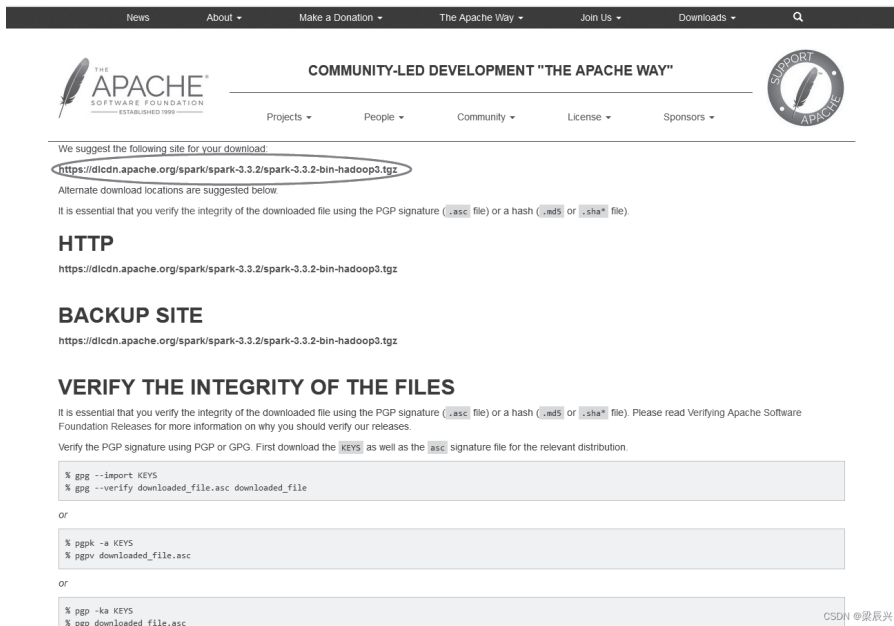 News About Make a Donation The Apache Way Join Us Downloads
THE
APACHE®
SOFTWARE FOUNDATION
ESTABLISHED 1999
COMMUNITY-LED DEVELOPMENT "THE APACHE WAY"
SUPPORT
APACHE
Projects People Community License Sponsors
We suggest the following site for your download:
https://dlcdn.apache.org/spark/spark-3.3.2/spark-3.3.2-bin-hadoop3.tgz
Alternate download locations are suggested below.
It is essential that you verify the integrity of the downloaded file using the PGP signature ( .asc file) or a hash ( .md5 or .sha* file).
HTTP
https://dlcdn.apache.org/spark/spark-3.3.2/spark-3.3.2-bin-hadoop3.tgz
BACKUP SITE
https://dlcdn.apache.org/spark/spark-3.3.2/spark-3.3.2-bin-hadoop3.tgz
VERIFY THE INTEGRITY OF THE FILES
It is essential that you verify the integrity of the downloaded file using the PGP signature ( .asc file) or a hash ( .md5 or .sha* file). Please read Verifying Apache Software
Foundation Releases for more information on why you should verify our releases.
Verify the PGP signature using PGP or GPG. First download the KEYS as well as the asc signature file for the relevant distribution.
% gpg --import KEYS
% gpg --verify downloaded_file.asc downloaded_file
or
% pgpk -a KEYS
% pgpv downloaded_file.asc
or
% pgp -ka KEYS
% pgp downloaded_file.asc
CSDN @梁辰兴